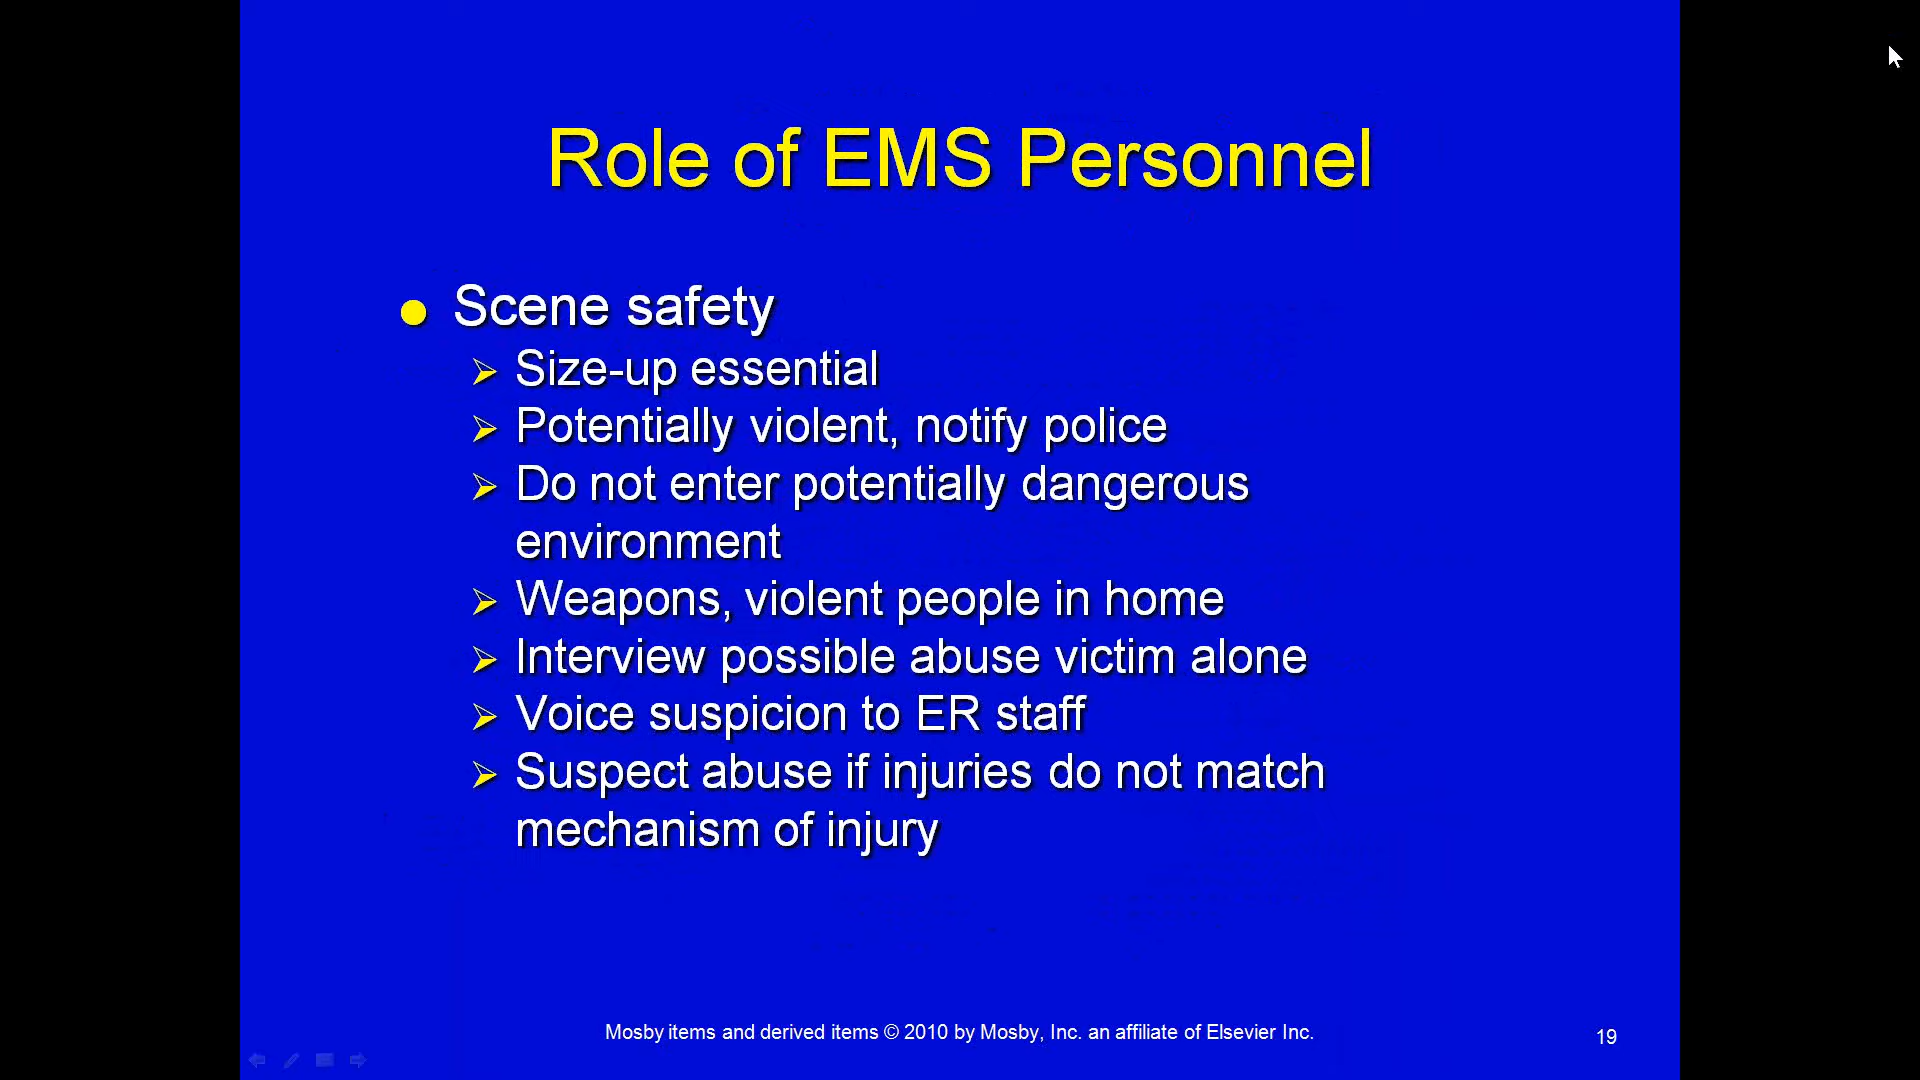 Role of EMS Personnel
Scene safety
Size-up essential
Potentially violent, notify police
Do not enter potentially dangerous
environment
Weapons, violent people in home
Interview possible abuse victim alone
Voice suspicion to ER staff
Suspect abuse if injuries do not match
mechanism of injury
Mosby items and derived items © 2010 by Mosby, Inc. an affiliate of Elsevier Inc.
19